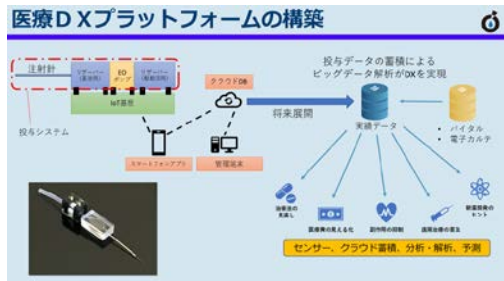 医療DXプラットフォームの構築
注射針
リザーバー
EO
ポンプ
リザーバー
IoT基板
投与システム
クラウドDB
スマートフォンアプリ
管理端末
将来展開
投与データの蓄積による
ビッグデータ解析がDXを実現
実績データ
• バイタル
• 電子カルテ
治療法の
見直し
医療費の見える化
副作用の抑制
遠隔治療の普及
新薬開発の
ヒント
センサー、クラウド蓄積、分析・解析、予測